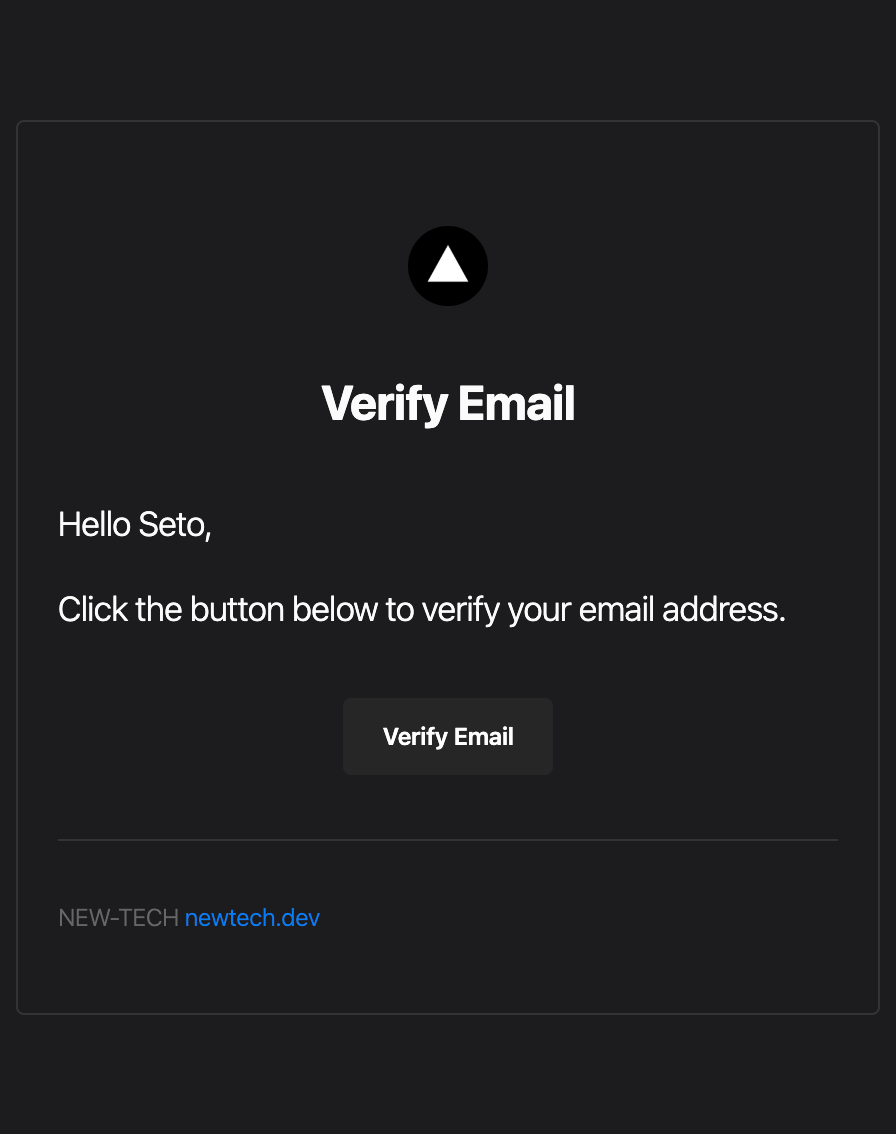 Verify Email
Hello Seto,
Click the button below to verify your email address.
Verify Email
NEW-TECH newtech.dev